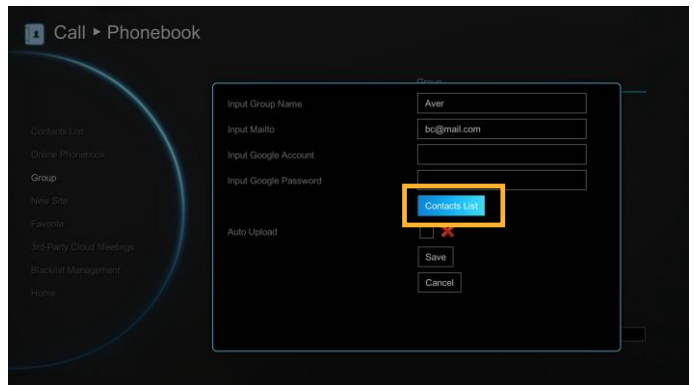 Call ▸ Phonebook
Group
Contacts List
Online Phonebook
Group
New Site
Favorite
3rd-Party Cloud Meetings
Blacklist Management
Home
Input Group Name
Aver
Input Mailto
bc@mail.com
Input Google Account
Input Google Password
Contacts List
Auto Upload
Save
Cancel